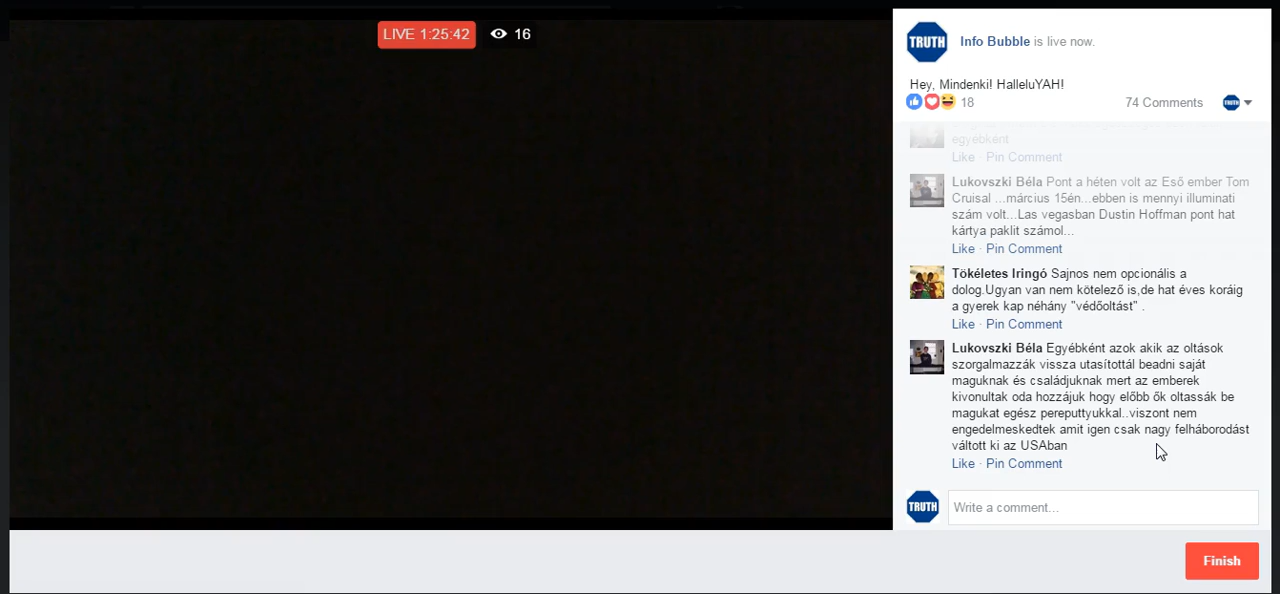 LIVE 1:25:42 16
TRUTH
Info Bubble is live now.
Hey, Mindenki! HalleluYAH!
18 74 Comments TRUTH
egyébként
Like · Pin Comment
Lukovszki Béla Pont a héten volt az Eső ember Tom
Cruisal ...március 15én...ebben is mennyi illuminati
szám volt...Las vegasban Dustin Hoffman pont hat
kártya paklit számol...
Like · Pin Comment
Tökéletes Iringó Sajnos nem opcionális a
dolog.Ugyan van nem kötelező is,de hat éves koráig
a gyerek kap néhány "védőoltást" .
Like · Pin Comment
Lukovszki Béla Egyébként azok akik az oltások
szorgalmazzák vissza utasítottál beadni saját
maguknak és családjuknak mert az emberek
kivonultak oda hozzájuk hogy előbb ők oltassák be
magukat egész pereputtyukkal..viszont nem
engedelmeskedtek amit igen csak nagy felháborodást
váltott ki az USAban
Like · Pin Comment
TRUTH
Write a comment...
Finish